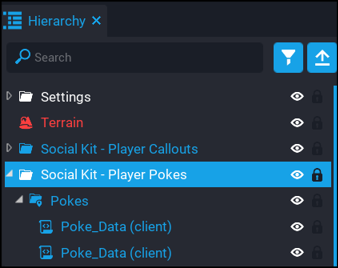 Hierarchy
Search
Settings
Terrain
Social Kit - Player Callouts
Social Kit - Player Pokes
Pokes
Poke_Data (client)
Poke_Data (client)